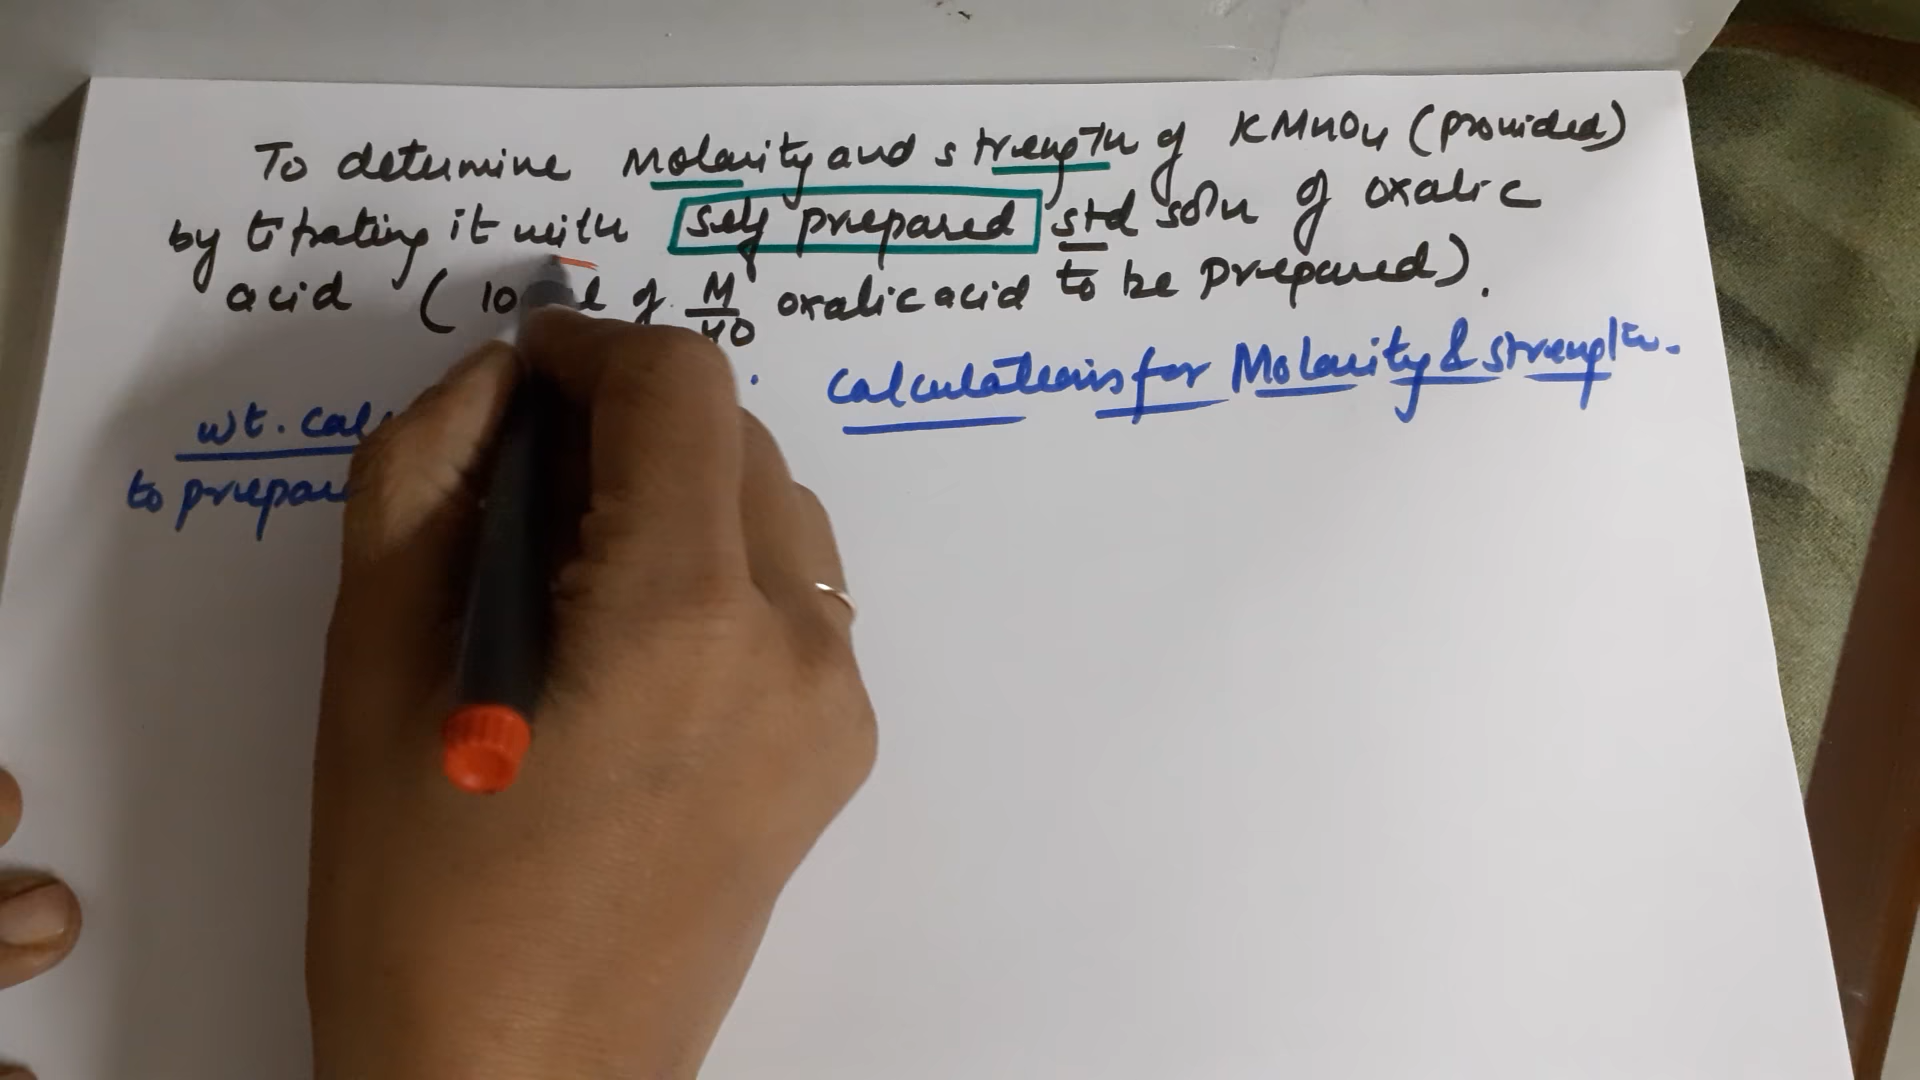 To determine Molarity and strength of KMnO4 (provided)
by titrating it with self prepared std soln of oxalic
acid ( 10 of M/40 oxalic acid to be prepared).
calculations for Molarity & strength.
wt. cal
to prepare